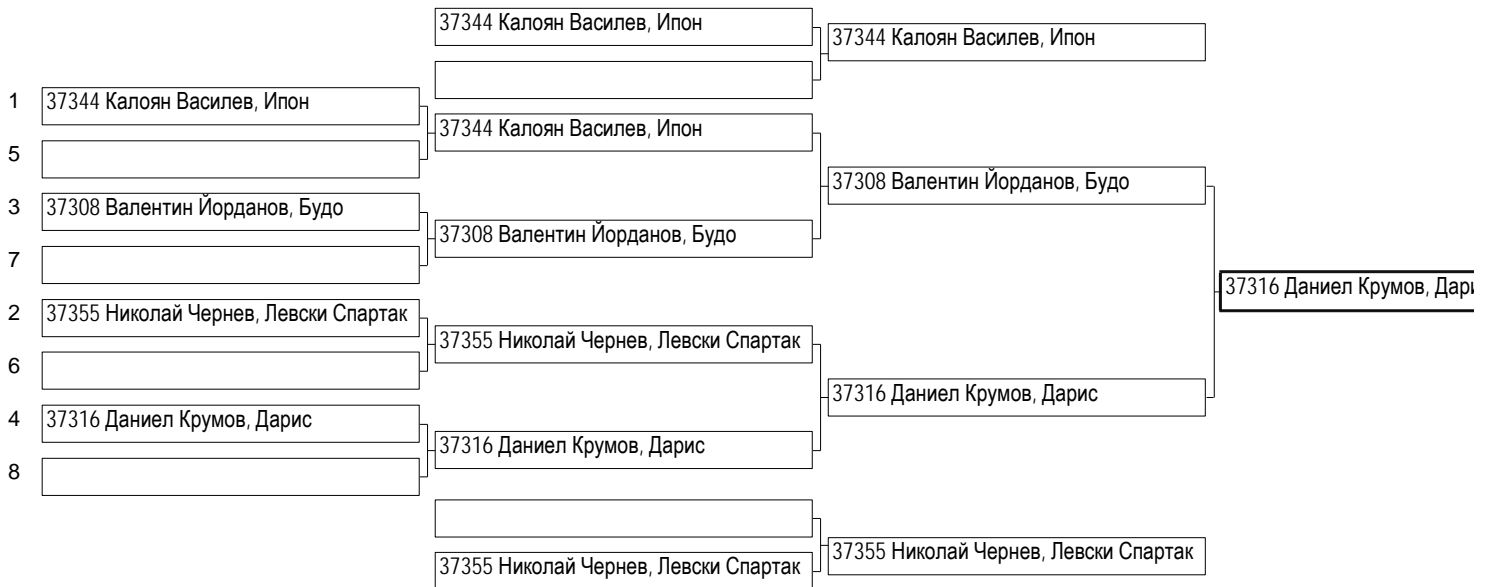 37344 Калоян Василев, Ипон
37344 Калоян Василев, Ипон
1 37344 Калоян Василев, Ипон
37344 Калоян Василев, Ипон
5
37308 Валентин Йорданов, Будо
3 37308 Валентин Йорданов, Будо
37308 Валентин Йорданов, Будо
7
37316 Даниел Крумов, Дари
2 37355 Николай Чернев, Левски Спартак
37355 Николай Чернев, Левски Спартак
6
37316 Даниел Крумов, Дарис
4 37316 Даниел Крумов, Дарис
37316 Даниел Крумов, Дарис
8
37355 Николай Чернев, Левски Спартак
37355 Николай Чернев, Левски Спартак